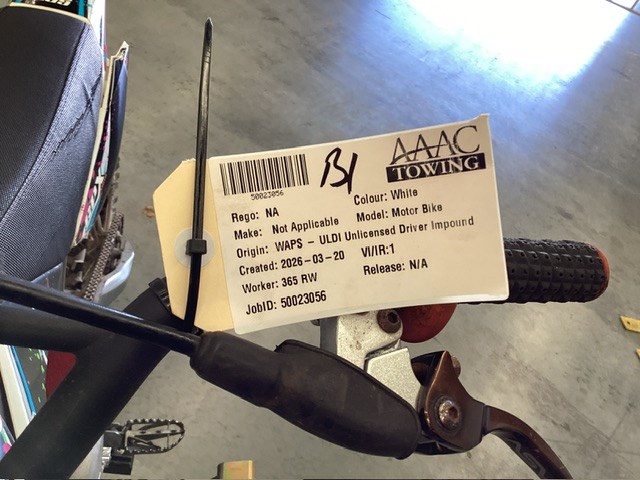 AAAC
TOWING
50023056
B1
Rego: NA
Colour: White
Make: Not Applicable
Model: Motor Bike
Origin: WAPS - ULDI Unlicensed Driver Impound
Created: 2026-03-20
VI/IR:1
Worker: 365 RW
Release: N/A
JobID: 50023056